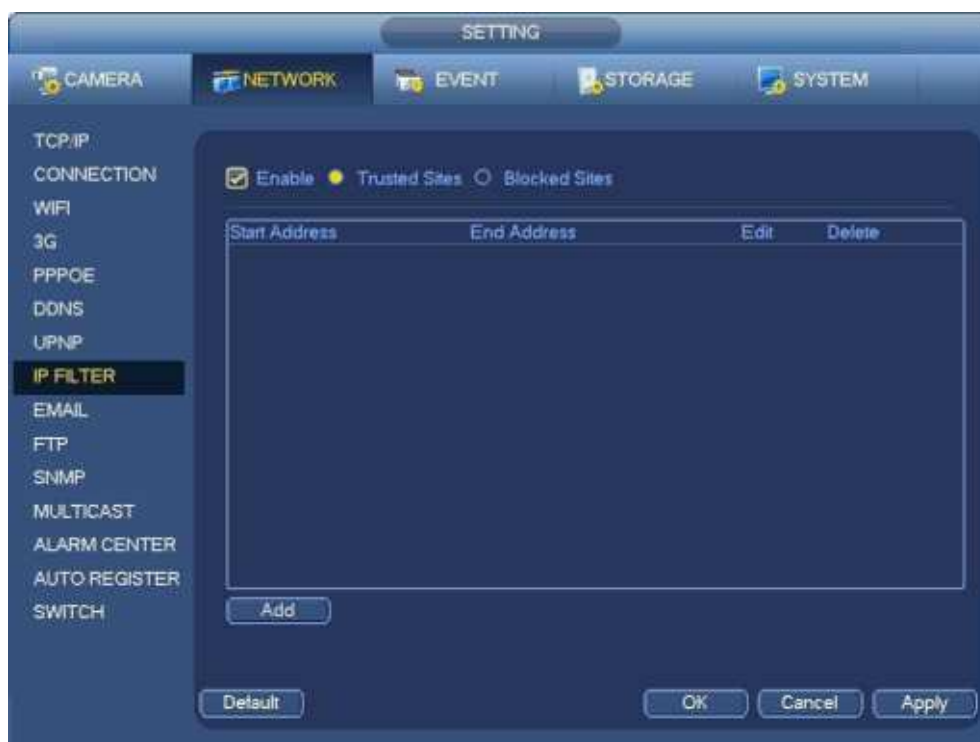 SETTING
CAMERA NETWORK EVENT STORAGE SYSTEM
TCP/IP
CONNECTION
WIFI
3G
PPPOE
DDNS
UPNP
IP FILTER
EMAIL
FTP
SNMP
MULTICAST
ALARM CENTER
AUTO REGISTER
SWITCH
Enable Trusted Sites Blocked Sites
Start Address End Address Edit Delete
Add
Default OK Cancel Apply